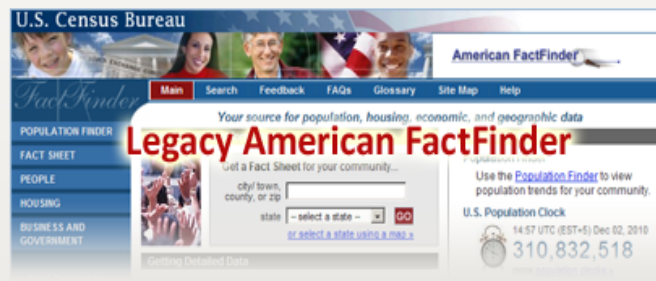 U.S. Census Bureau
American FactFinder
FactFinder
Main Search Feedback FAQs Glossary Site Map Help
Your source for population, housing, economic, and geographic data
Legacy American FactFinder
POPULATION FINDER
FACT SHEET
PEOPLE
HOUSING
BUSINESS AND
GOVERNMENT
Get a Fact Sheet for your community...
city/ town,
county, or zip
state -- select a state -- GO
or select a state using a map »
Getting Detailed Data
Population Finder
Use the Population Finder to view
population trends for your community.
U.S. Population Clock
14:57 UTC (EST+5) Dec 02, 2010
310,832,518